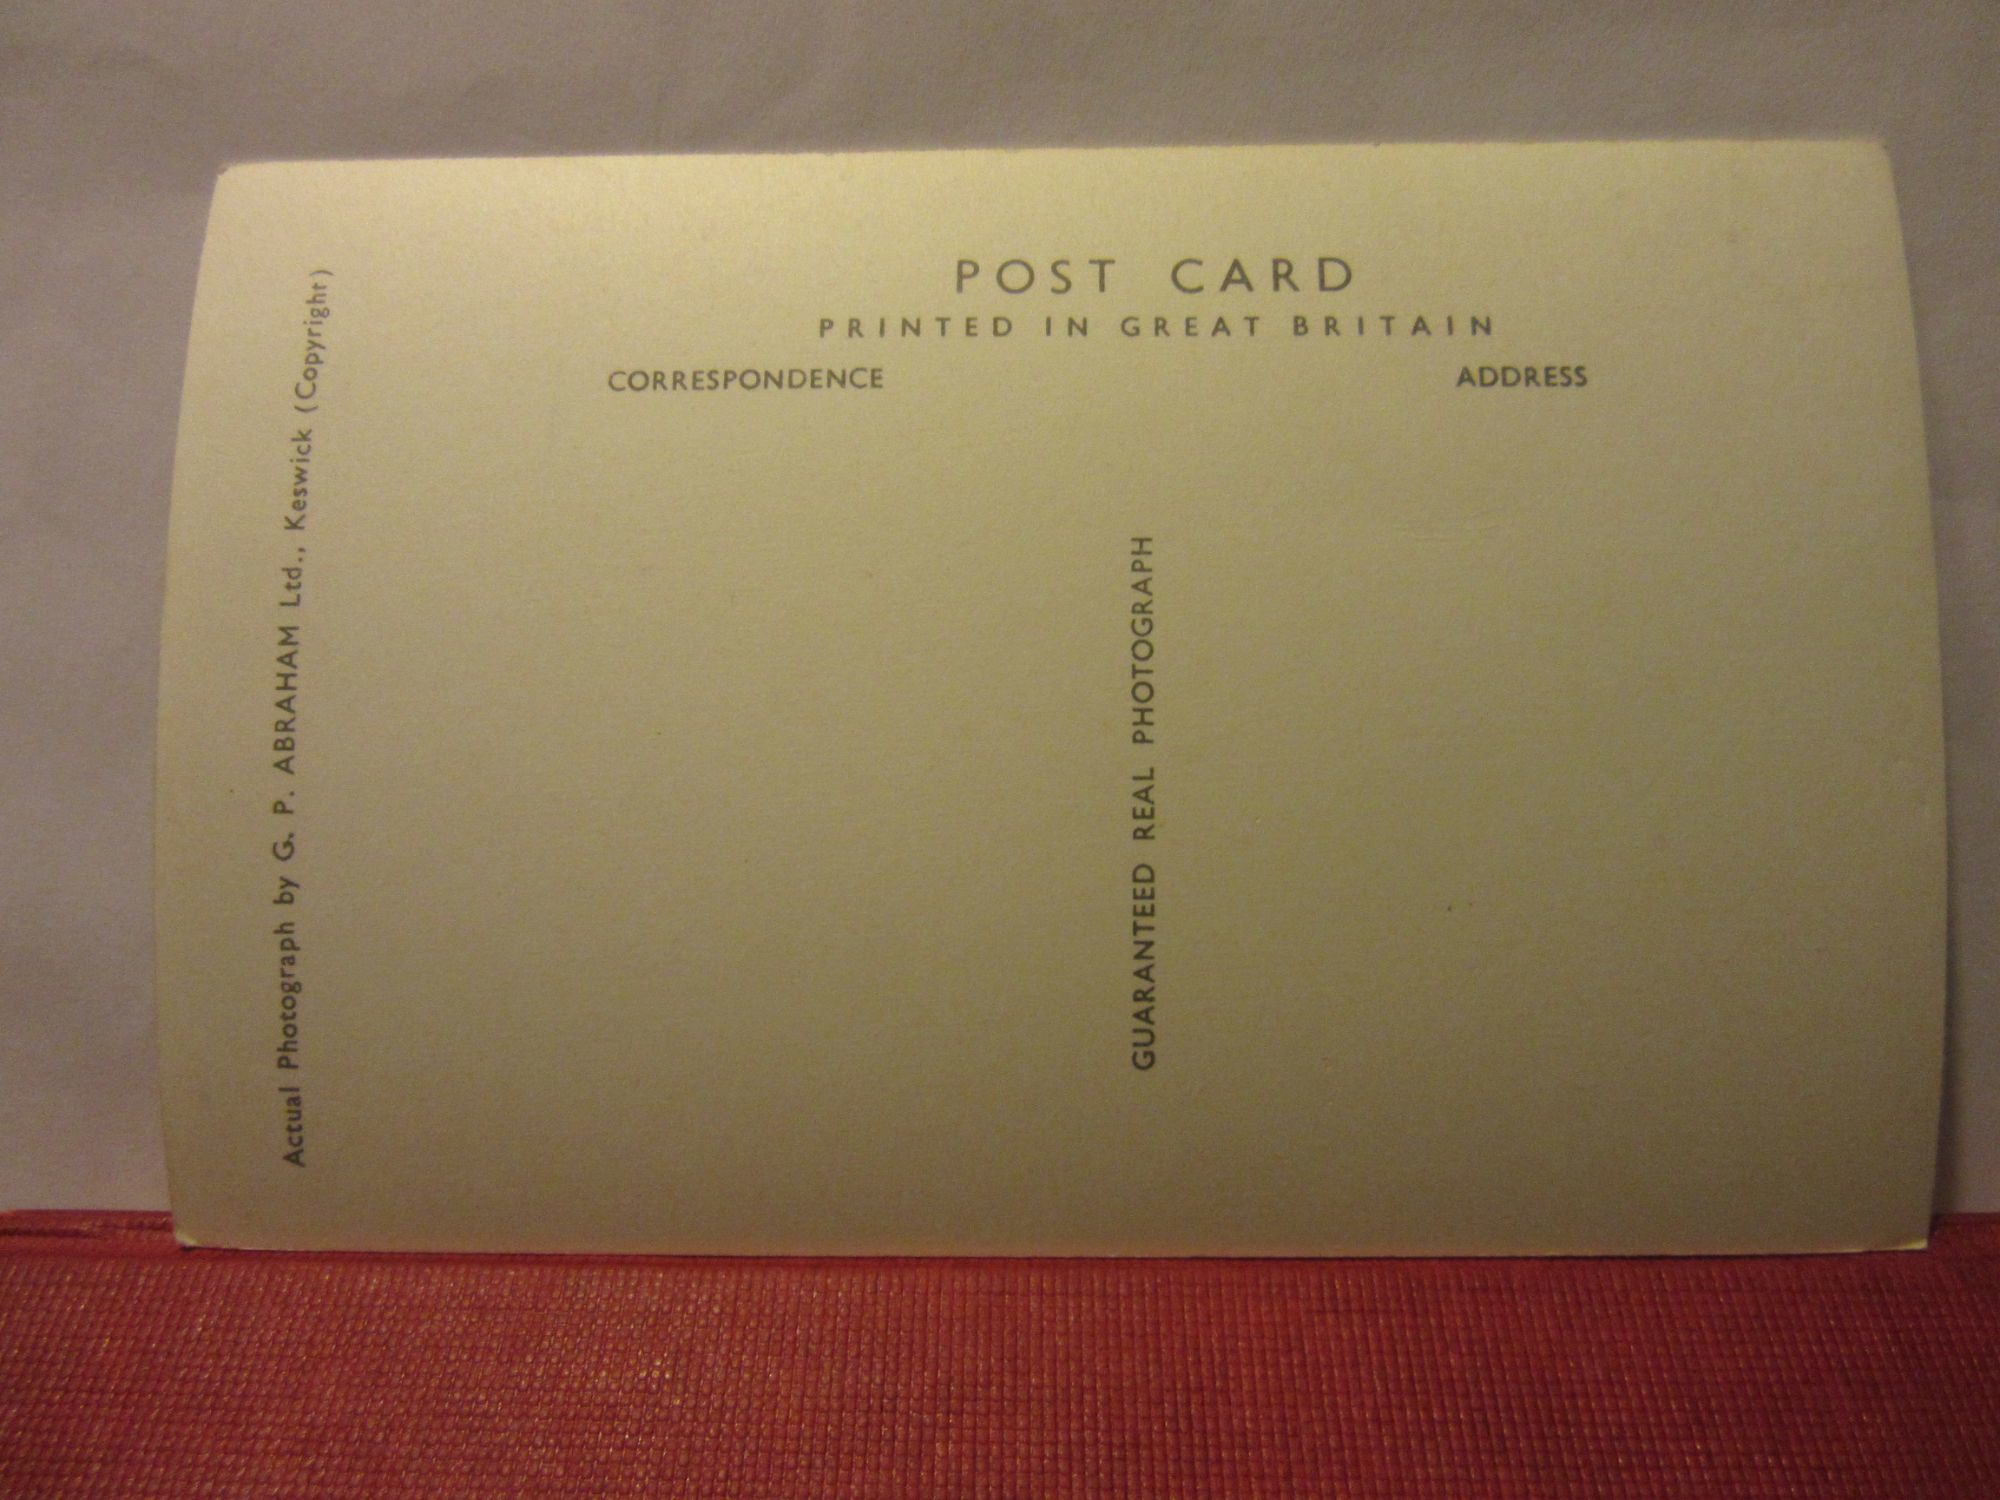 POST CARD
PRINTED IN GREAT BRITAIN
CORRESPONDENCE
ADDRESS
Actual Photograph by G. P. ABRAHAM Ltd., Keswick (Copyright)
GUARANTEED REAL PHOTOGRAPH